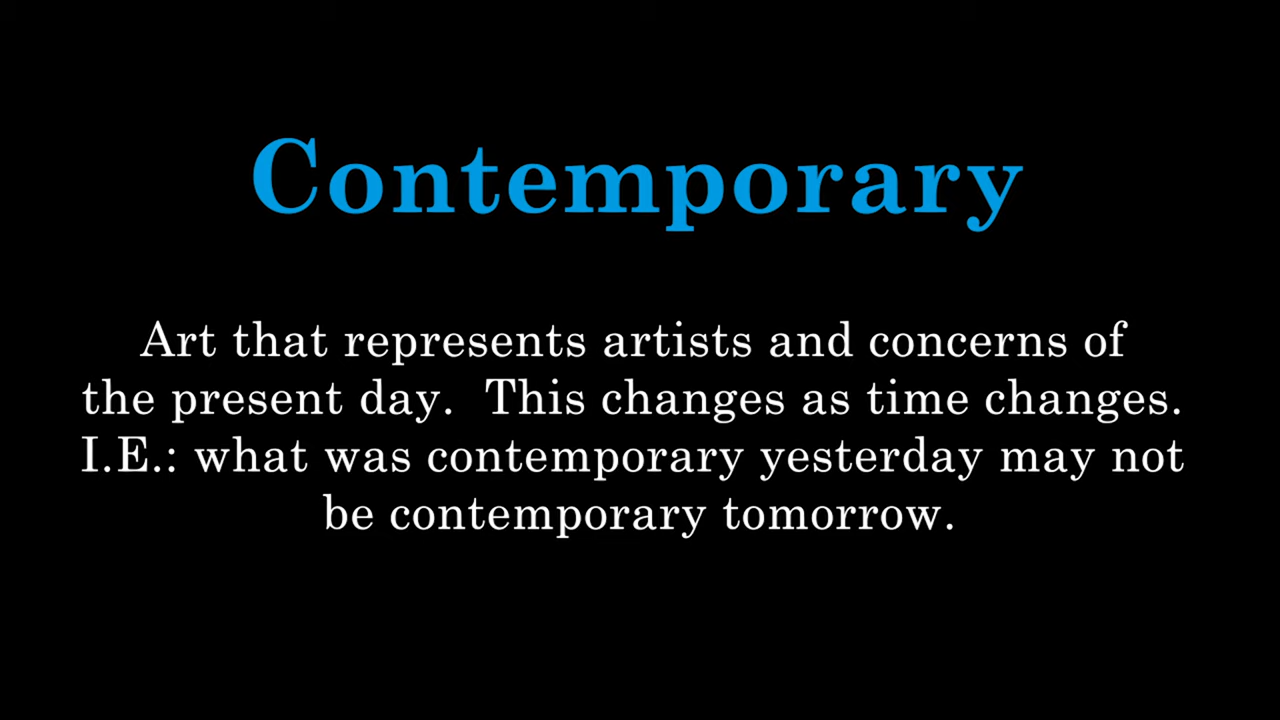 Contemporary
Art that represents artists and concerns of
the present day.  This changes as time changes.
I.E.: what was contemporary yesterday may not
be contemporary tomorrow.